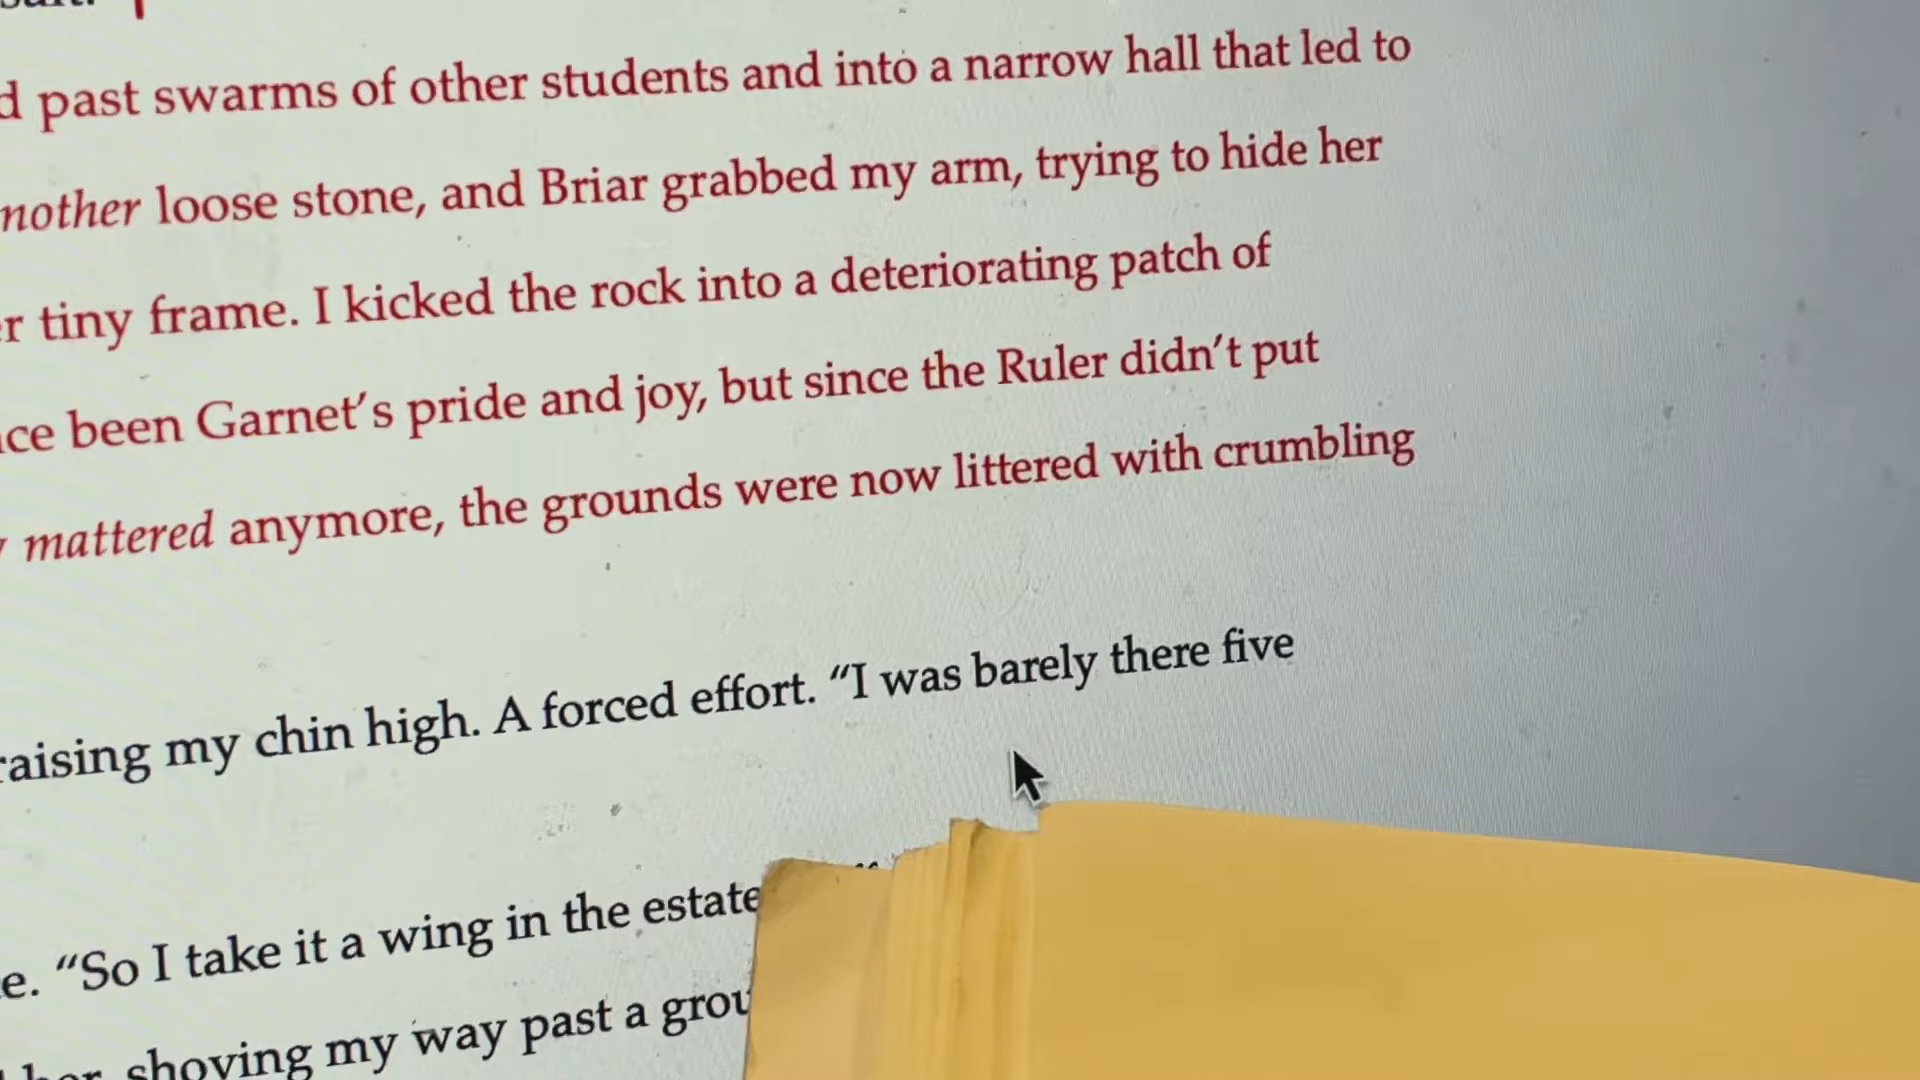 past swarms of other students and into a narrow hall that led to
nother loose stone, and Briar grabbed my arm, trying to hide her
tiny frame. I kicked the rock into a deteriorating patch of
been Garnet’s pride and joy, but since the Ruler didn’t put
mattered anymore, the grounds were now littered with crumbling
raising my chin high. A forced effort. “I was barely there five
e. “So I take it a wing in the estate
shoving my way past a grou